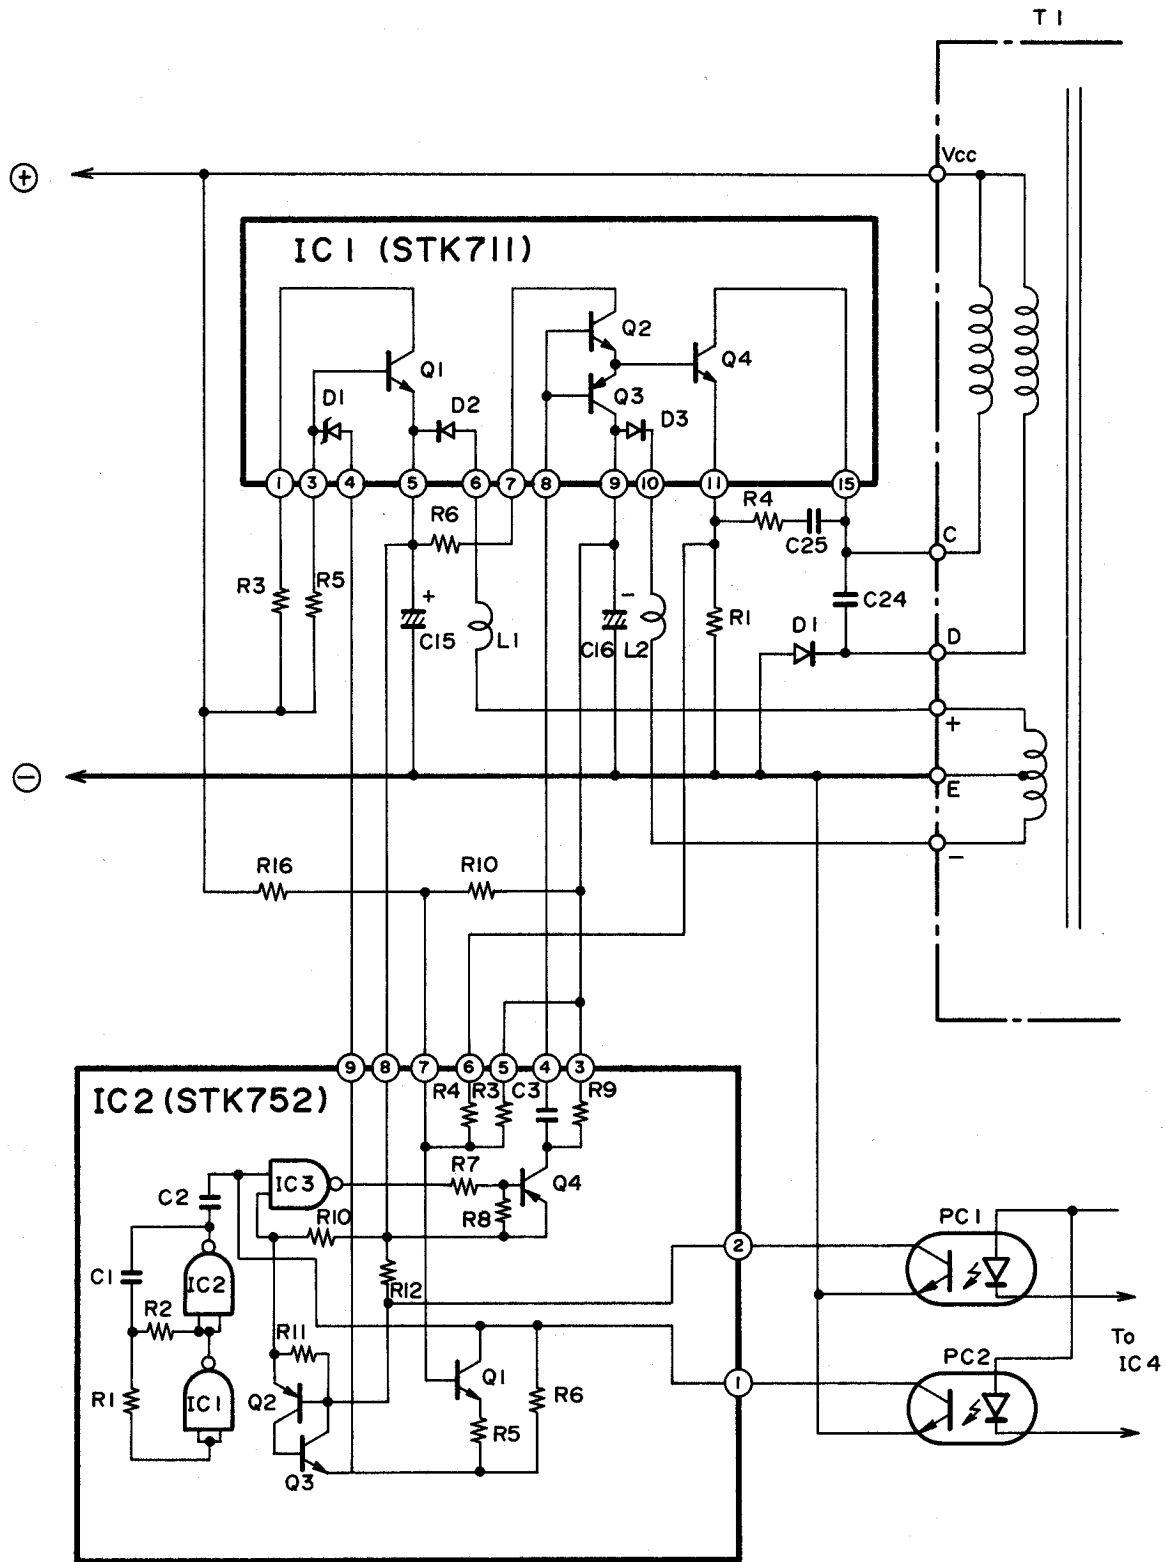 T1
+
Vcc
IC1 (STK711)
Q1
Q2
Q3
Q4
D1
D2
D3
1
3
4
5
6
7
8
9
10
11
15
R6
R4
C25
C
R3
R5
+
C15
L1
-
C16
L2
R1
C24
D1
D
+
-
E
-
R16
R10
9
8
7
6
5
4
3
IC2 (STK752)
R4
R3
C3
R9
C2
IC3
R7
Q4
R8
R10
PC1
2
C1
IC2
R12
R2
R11
To
IC4
PC2
R1
IC1
Q2
Q1
R6
1
R5
Q3